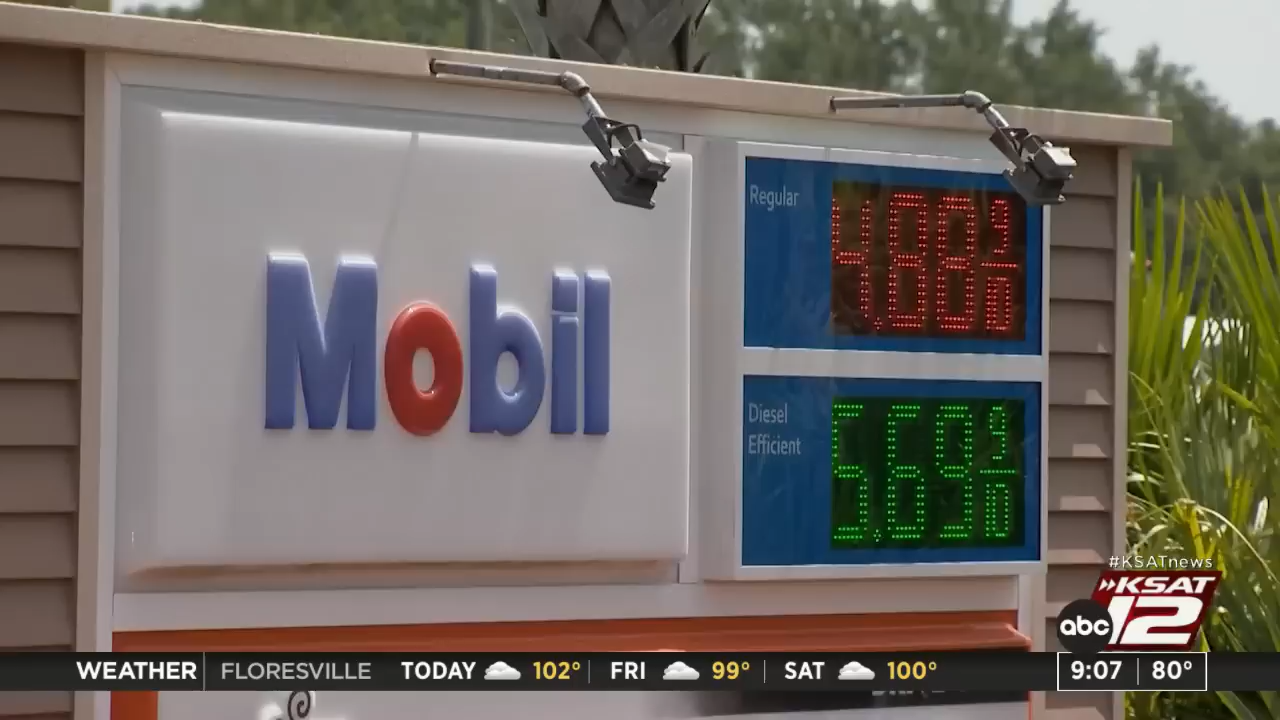 Mobil
Regular
4.88 9/10
Diesel
Efficient
5.69 9/10
#KSATnews
KSAT
abc 12
WEATHER FLORESVILLE TODAY 102° FRI 99° SAT 100° 9:07 80°